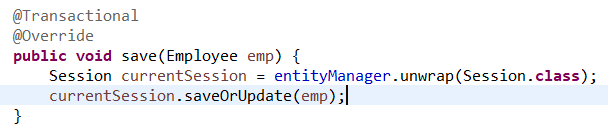 @Transactional
@Override
public void save(Employee emp) {
    Session currentSession = entityManager.unwrap(Session.class);
    currentSession.saveOrUpdate(emp);
}